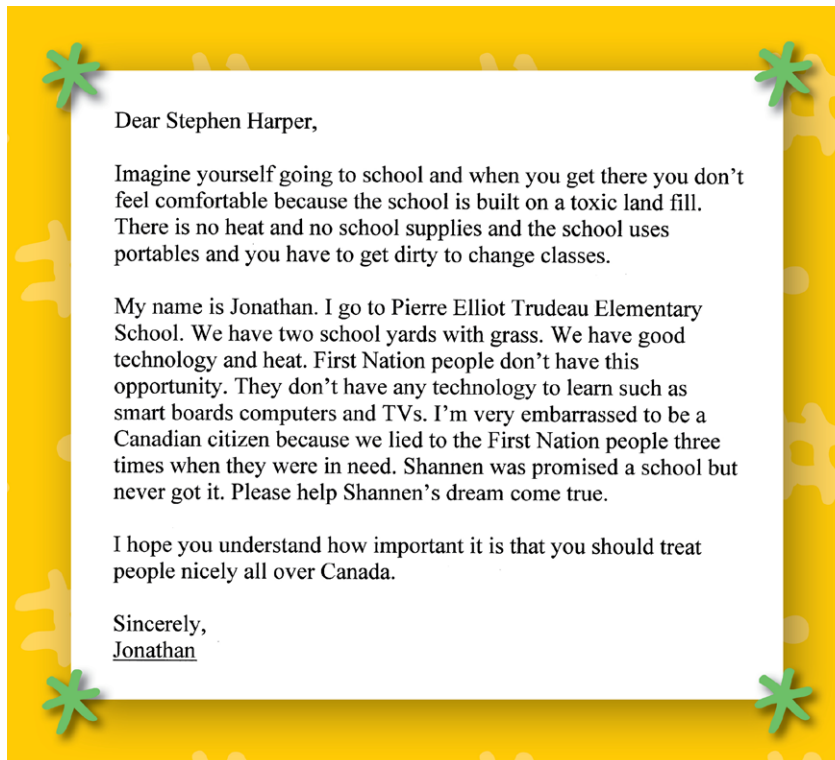 Dear Stephen Harper,
Imagine yourself going to school and when you get there you don't
feel comfortable because the school is built on a toxic land fill.
There is no heat and no school supplies and the school uses
portables and you have to get dirty to change classes.
My name is Jonathan. I go to Pierre Elliot Trudeau Elementary
School. We have two school yards with grass. We have good
technology and heat. First Nation people don't have this
opportunity. They don't have any technology to learn such as
smart boards computers and TVs. I'm very embarrassed to be a
Canadian citizen because we lied to the First Nation people three
times when they were in need. Shannen was promised a school but
never got it. Please help Shannen's dream come true.
I hope you understand how important it is that you should treat
people nicely all over Canada.
Sincerely,
Jonathan